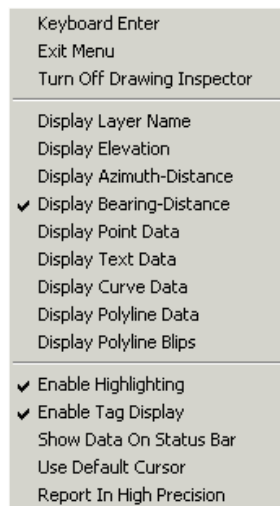 Keyboard Enter
Exit Menu
Turn Off Drawing Inspector
Display Layer Name
Display Elevation
Display Azimuth-Distance
Display Bearing-Distance
Display Point Data
Display Text Data
Display Curve Data
Display Polyline Data
Display Polyline Blips
Enable Highlighting
Enable Tag Display
Show Data On Status Bar
Use Default Cursor
Report In High Precision